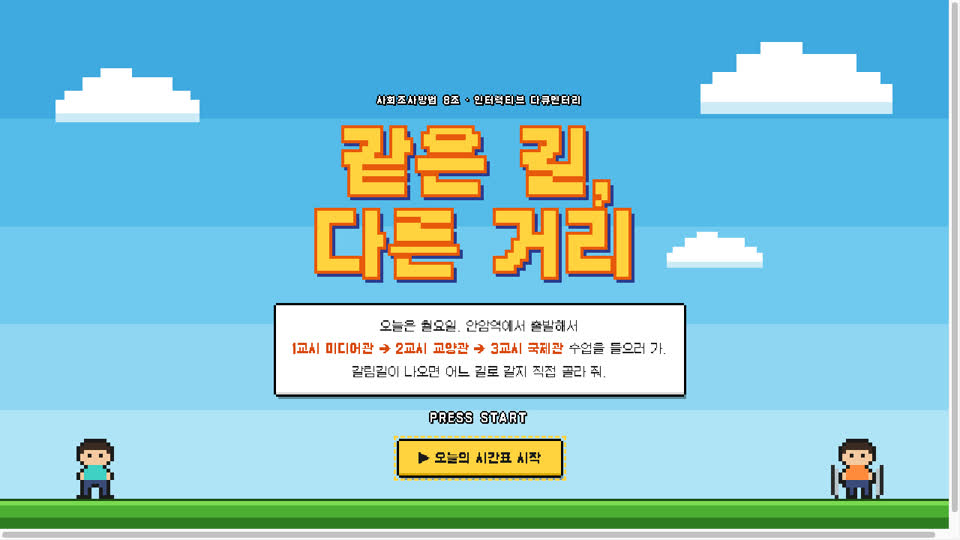 사회조사방법 8조 · 인터랙티브 다큐멘터리
같은 권,
다른 거리
오늘은 월요일. 안암역에서 출발해서
1교시 미디어관 → 2교시 교양관 → 3교시 국제관 수업을 들으러 가.
갈림길이 나오면 어느 길로 갈지 직접 골라 줘.
PRESS START
▶ 오늘의 시간표 시작